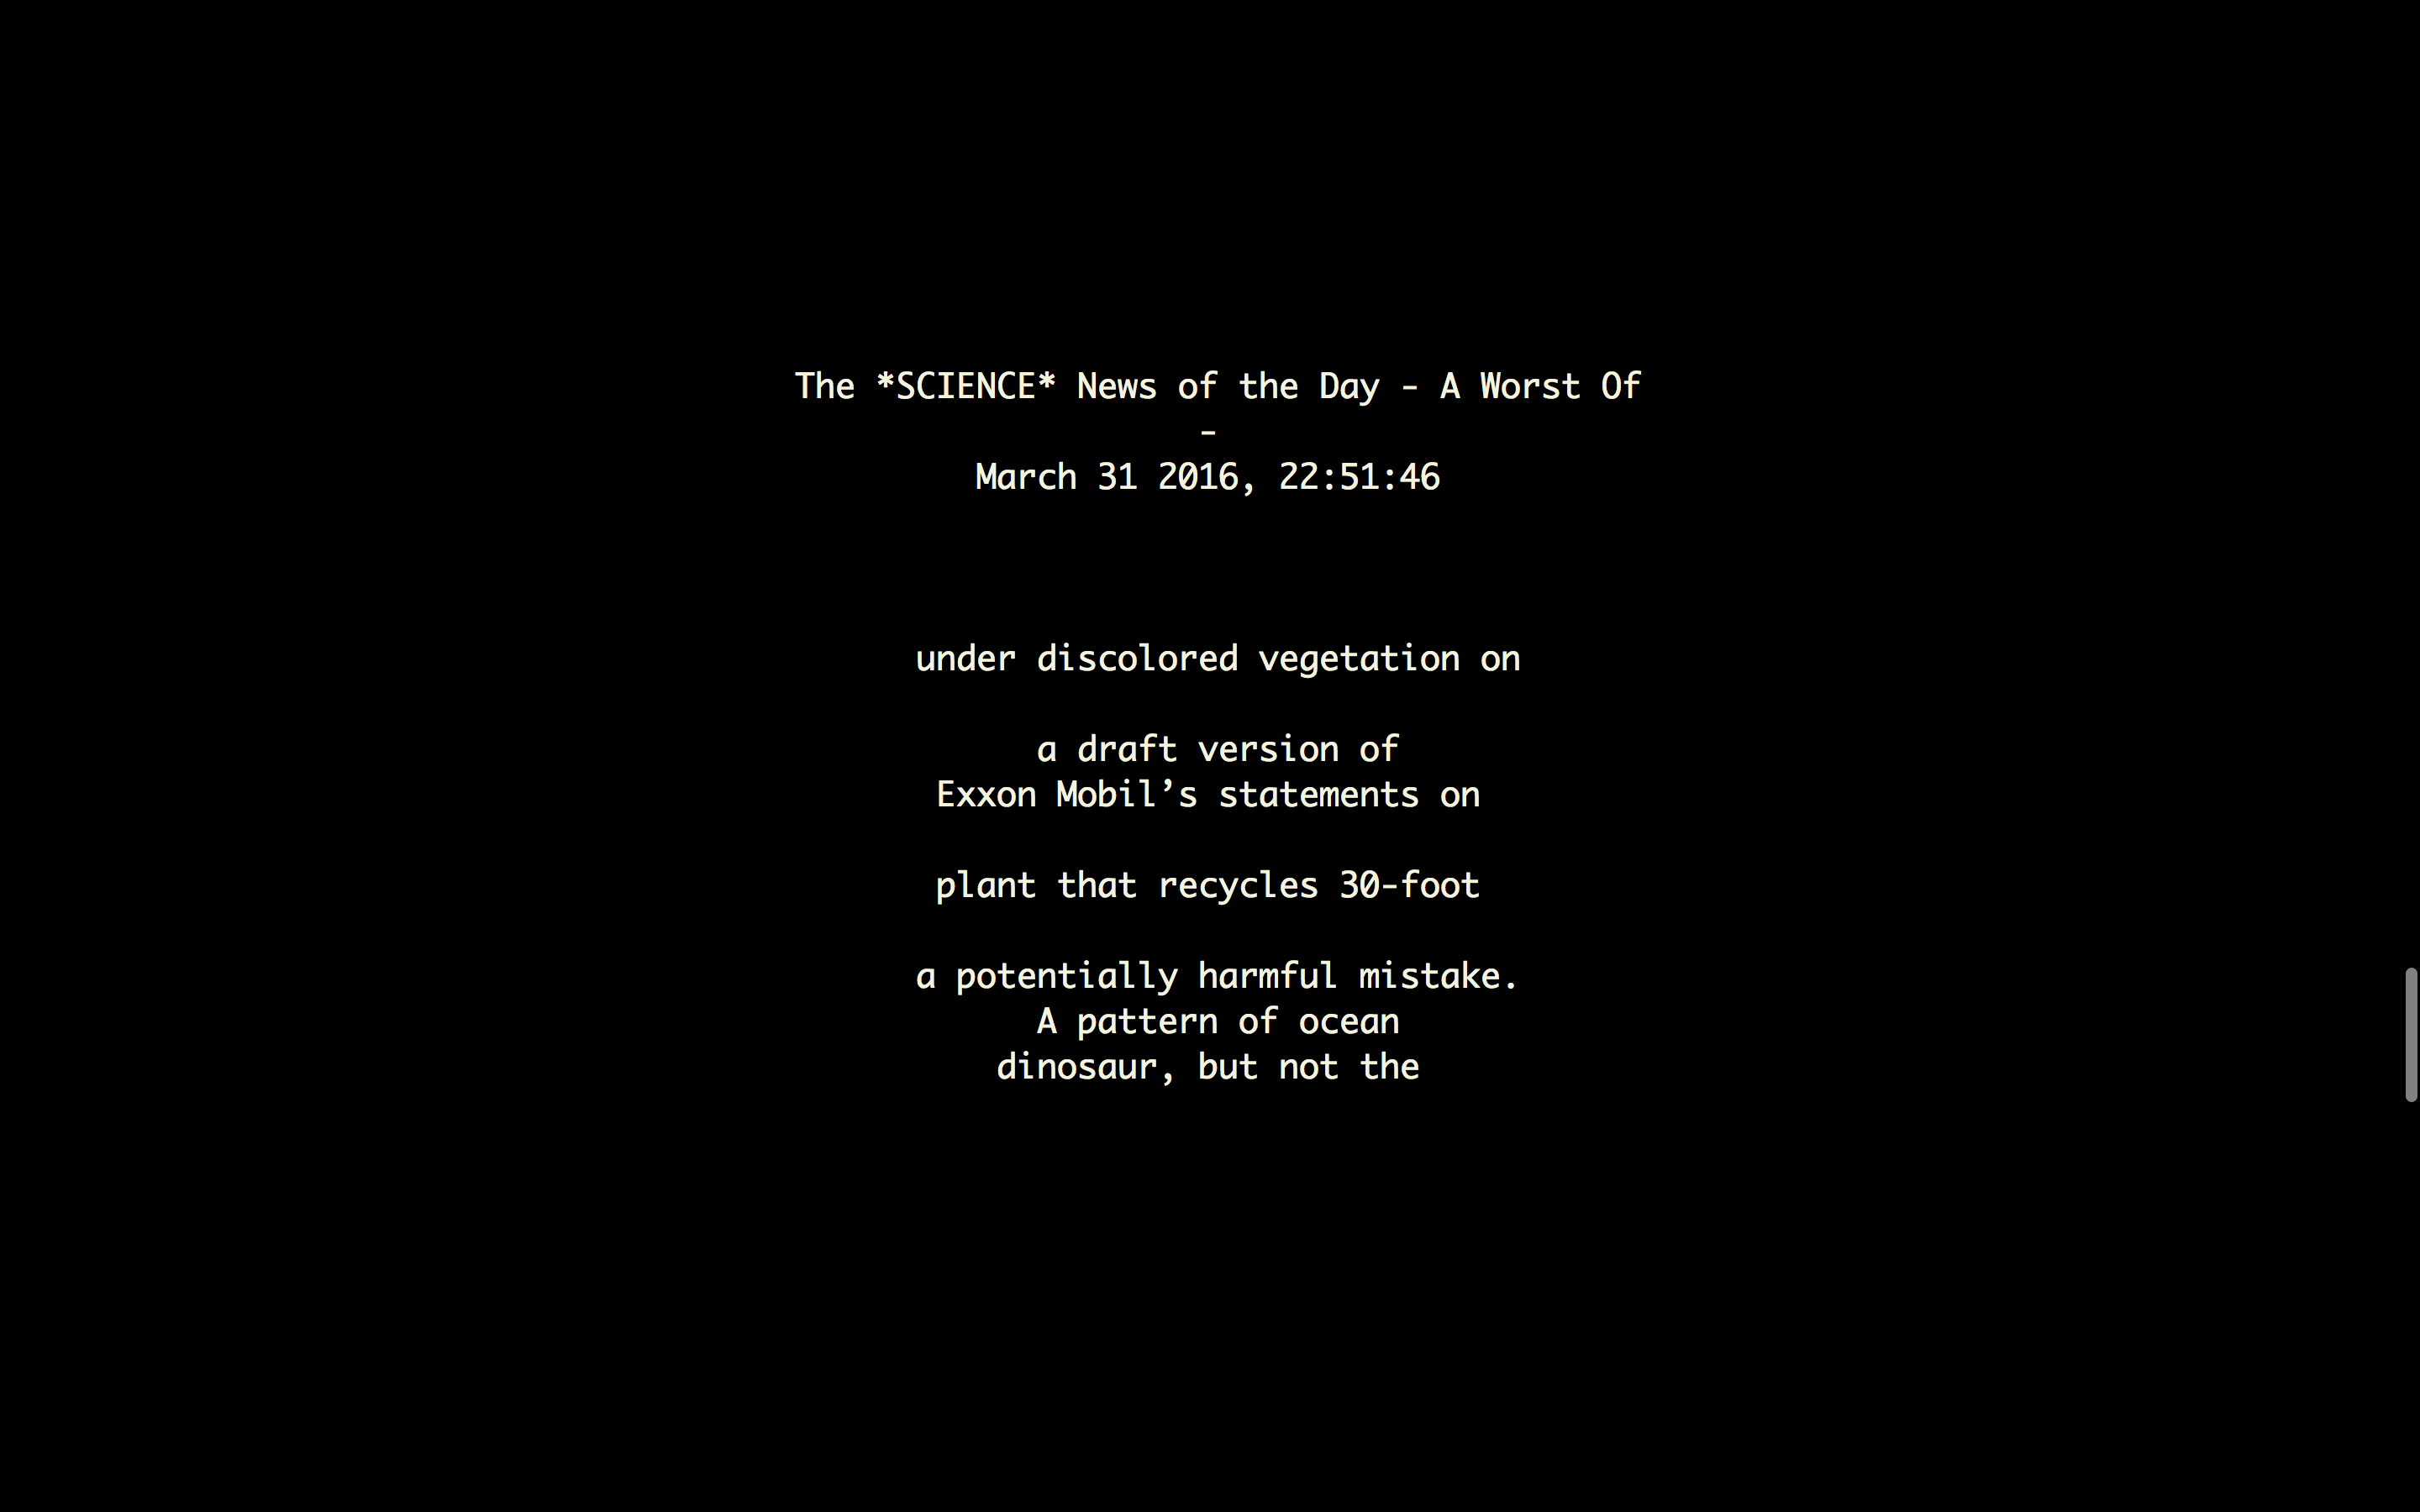 The *SCIENCE* News of the Day - A Worst Of
-
March 31 2016, 22:51:46
under discolored vegetation on
a draft version of
Exxon Mobil’s statements on
plant that recycles 30-foot
a potentially harmful mistake.
A pattern of ocean
dinosaur, but not the